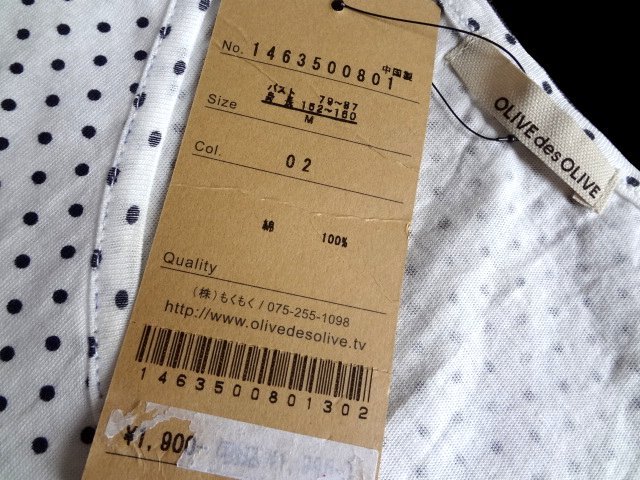 No. 1463500801
中国製
Size バスト 79~87
身長 152~160
M
Col. 02
綿 100%
Quality
(株)もくもく / 075-255-1098
http://www.olivedesolive.tv
1463500801302
¥1,900
OLIVE des OLIVE